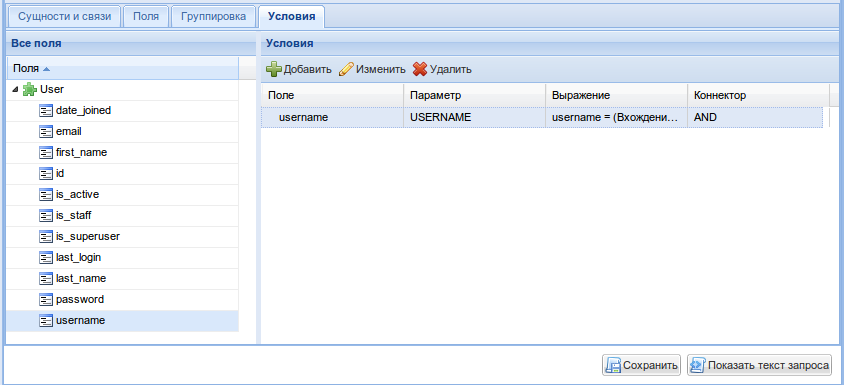 Сущности и связи Поля Группировка Условия
Все поля
Поля
User
date_joined
email
first_name
id
is_active
is_staff
is_superuser
last_login
last_name
password
username
Условия
Добавить Изменить Удалить
Поле Параметр Выражение Коннектор
username USERNAME username = (Вхождени... AND
Сохранить Показать текст запроса